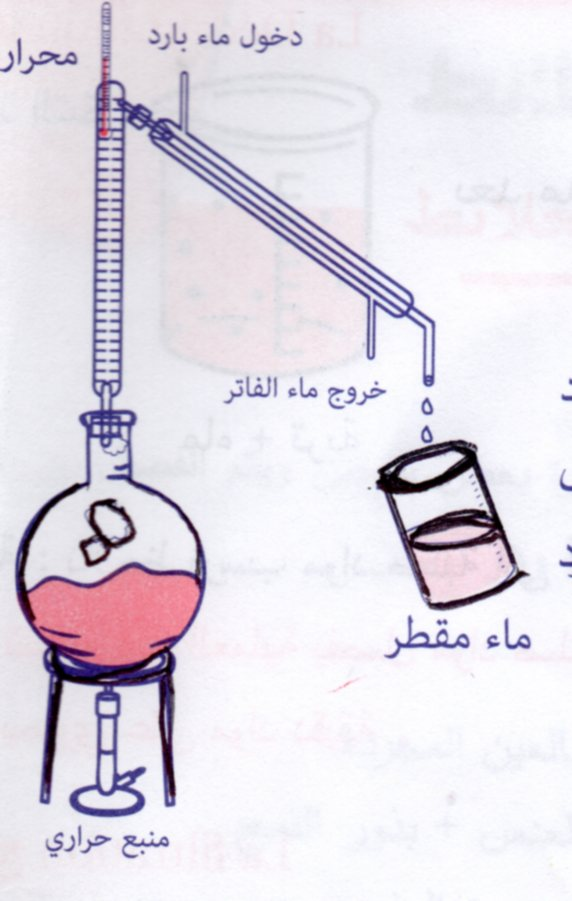 دخول ماء بارد
محرار
خروج ماء الفاتر
ماء مقطر
منبع حراري